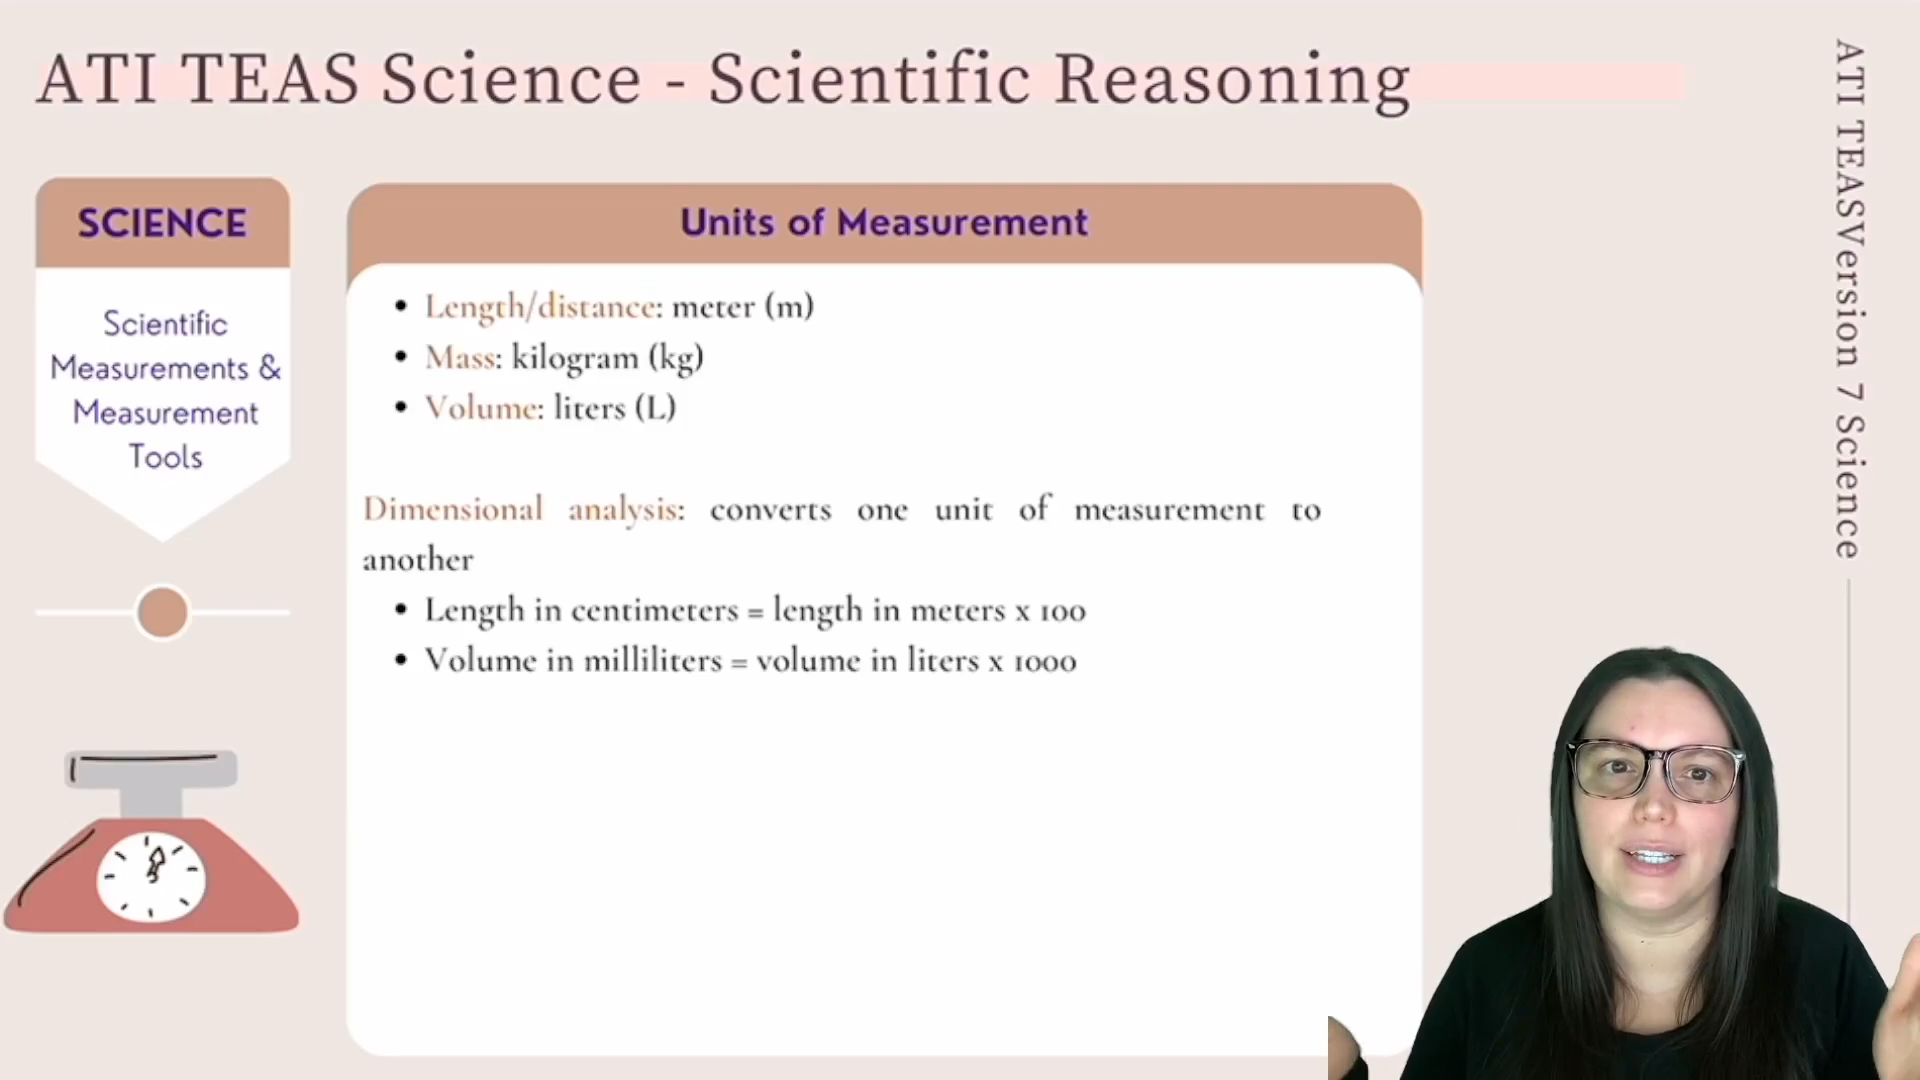 ATI TEAS Science - Scientific Reasoning
SCIENCE
Scientific
Measurements &
Measurement
Tools
Units of Measurement
• Length/distance: meter (m)
• Mass: kilogram (kg)
• Volume: liters (L)
Dimensional analysis: converts one unit of measurement to
another
• Length in centimeters = length in meters x 100
• Volume in milliliters = volume in liters x 1000
ATI TEASVersion 7 Science